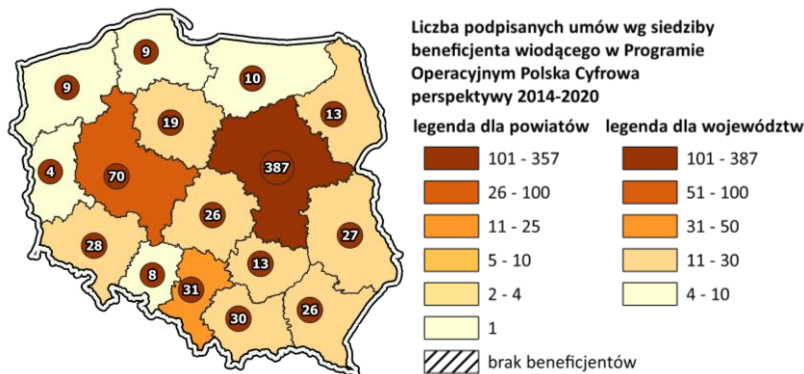 Liczba podpisanych umów wg siedziby
beneficjenta wiodącego w Programie
Operacyjnym Polska Cyfrowa
perspektywy 2014-2020
legenda dla powiatów
101 - 357
26 - 100
11 - 25
5 - 10
2 - 4
1
brak beneficjentów
legenda dla województw
101 - 387
51 - 100
31 - 50
11 - 30
4 - 10
9
9
10
13
19
4
70
387
26
27
28
8
31
13
30
26